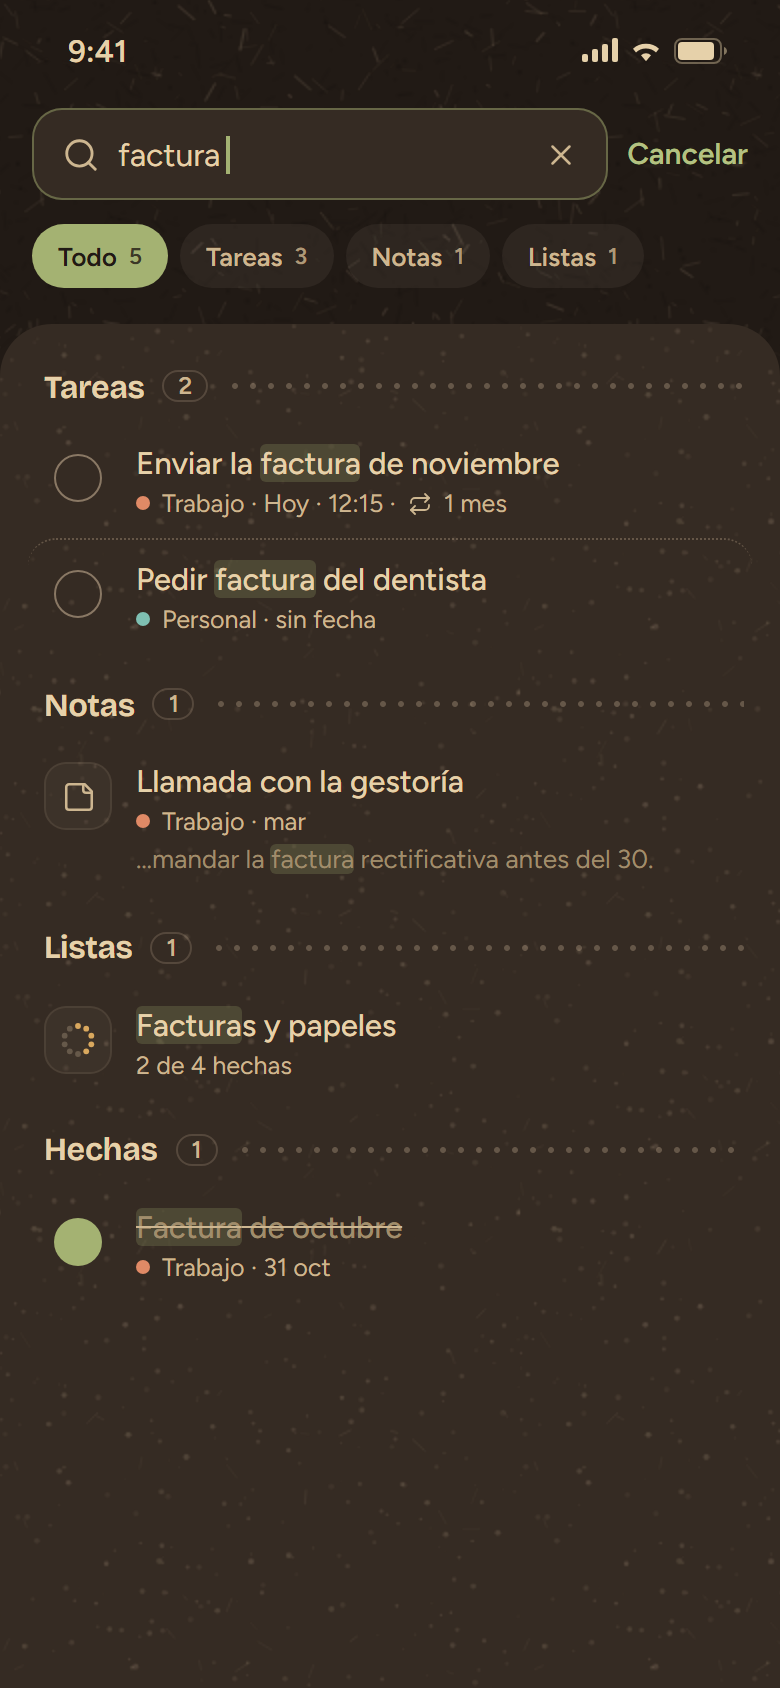 9:41
factura
Cancelar
Todo 5
Tareas 3
Notas 1
Listas 1
Tareas 2
Enviar la factura de noviembre
Trabajo · Hoy · 12:15 · 1 mes
Pedir factura del dentista
Personal · sin fecha
Notas 1
Llamada con la gestoría
Trabajo · mar
...mandar la factura rectificativa antes del 30.
Listas 1
Facturas y papeles
2 de 4 hechas
Hechas 1
Factura de octubre
Trabajo · 31 oct